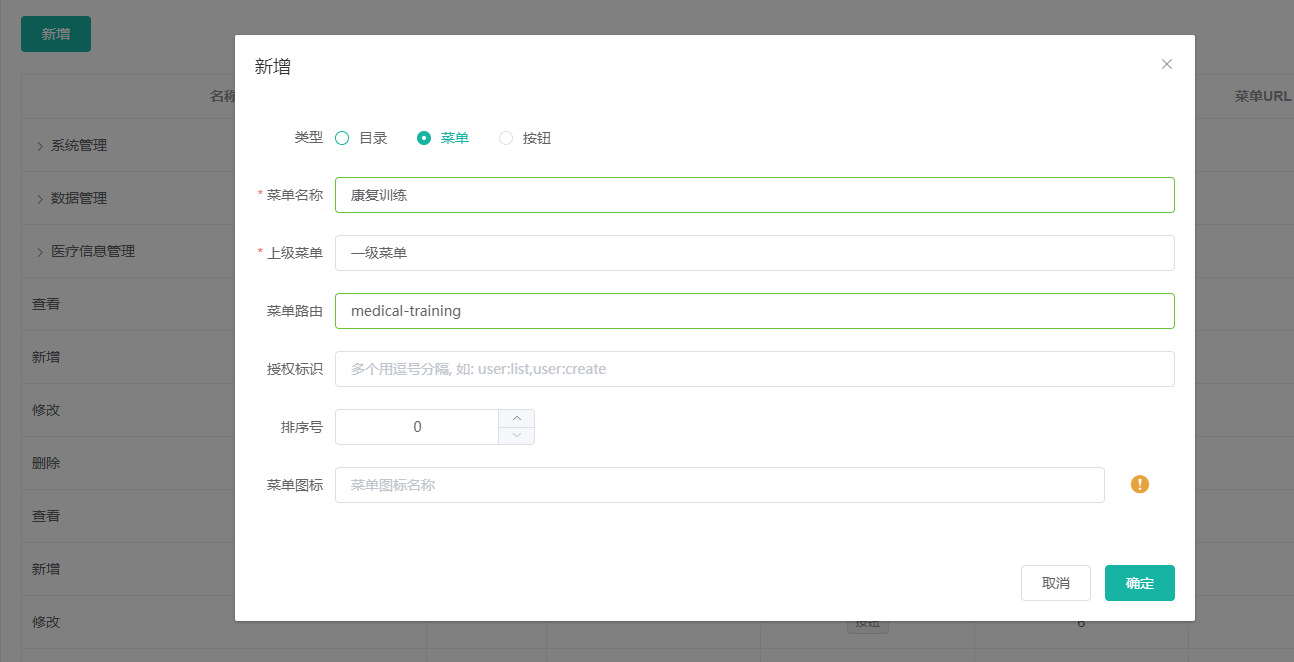 新增
名称
菜单URL
系统管理
数据管理
医疗信息管理
查看
新增
修改
删除
查看
新增
修改
新增
类型 目录 菜单 按钮
* 菜单名称 康复训练
* 上级菜单 一级菜单
菜单路由 medical-training
授权标识 多个用逗号分隔, 如: user:list,user:create
排序号 0
菜单图标 菜单图标名称
取消 确定
按钮 6